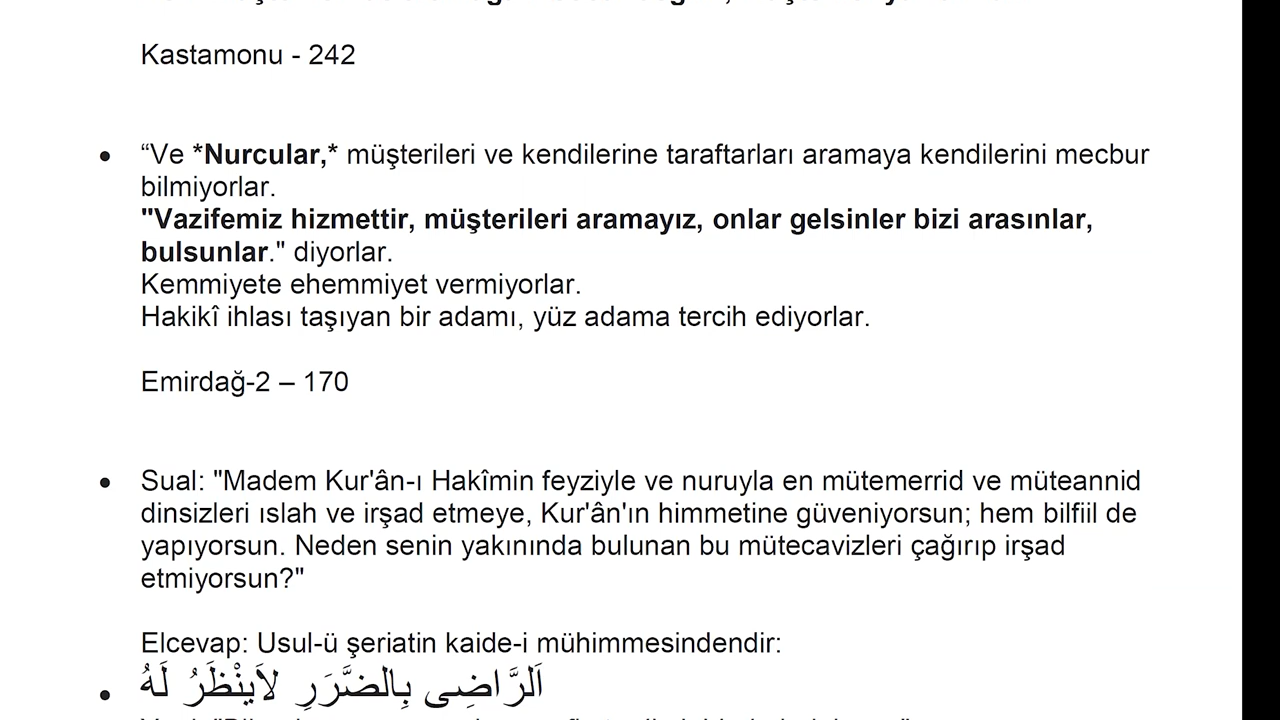 Kastamonu - 242
• “Ve *Nurcular,* müşterileri ve kendilerine taraftarları aramaya kendilerini mecbur
bilmiyorlar.
"Vazifemiz hizmettir, müşterileri aramayız, onlar gelsinler bizi arasınlar,
bulsunlar." diyorlar.
Kemmiyete ehemmiyet vermiyorlar.
Hakikî ihlası taşıyan bir adamı, yüz adama tercih ediyorlar.
Emirdağ-2 – 170
• Sual: "Madem Kur'ân-ı Hakîmin feyziyle ve nuruyla en mütemerrid ve müteannid
dinsizleri ıslah ve irşad etmeye, Kur'ân'ın himmetine güveniyorsun; hem bilfiil de
yapıyorsun. Neden senin yakınında bulunan bu mütecavizleri çağırıp irşad
etmiyorsun?"
Elcevap: Usul-ü şeriatin kaide-i mühimmesindendir:
• اَلرَّاضِى بِالضَّرَرِ لاَيُنْظَرُ لَهُ